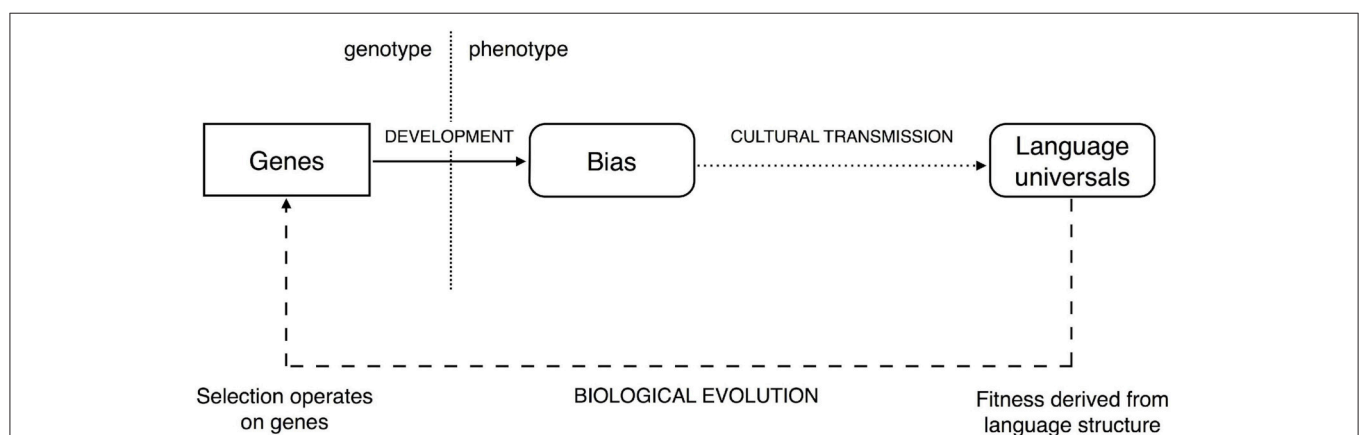 genotype phenotype
DEVELOPMENT
CULTURAL TRANSMISSION
Genes
Bias
Language
universals
Selection operates
on genes
BIOLOGICAL EVOLUTION
Fitness derived from
language structure